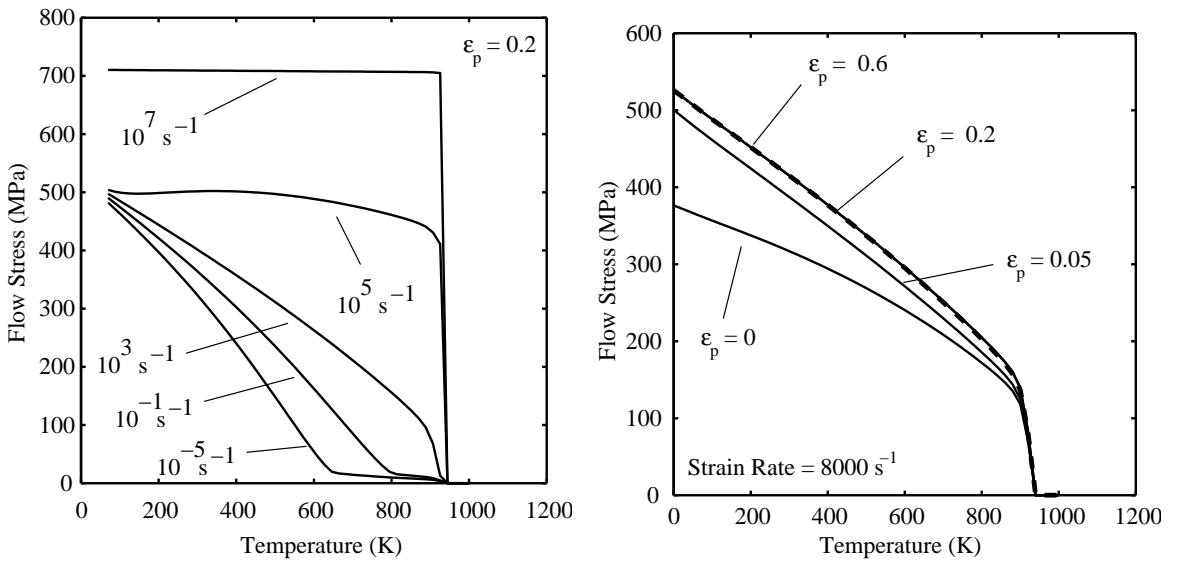 800
700
600
500
400
300
200
100
0
Flow Stress (MPa)
ε_p = 0.2
10^7 s^−1
10^5 s^−1
10^3 s^−1
10^−1 s^−1
10^−5 s^−1
0 200 400 600 800 1000 1200
Temperature (K)
600
500
400
300
200
100
0
Flow Stress (MPa)
ε_p = 0.6
ε_p = 0.2
ε_p = 0.05
ε_p = 0
Strain Rate = 8000 s^-1
0 200 400 600 800 1000 1200
Temperature (K)